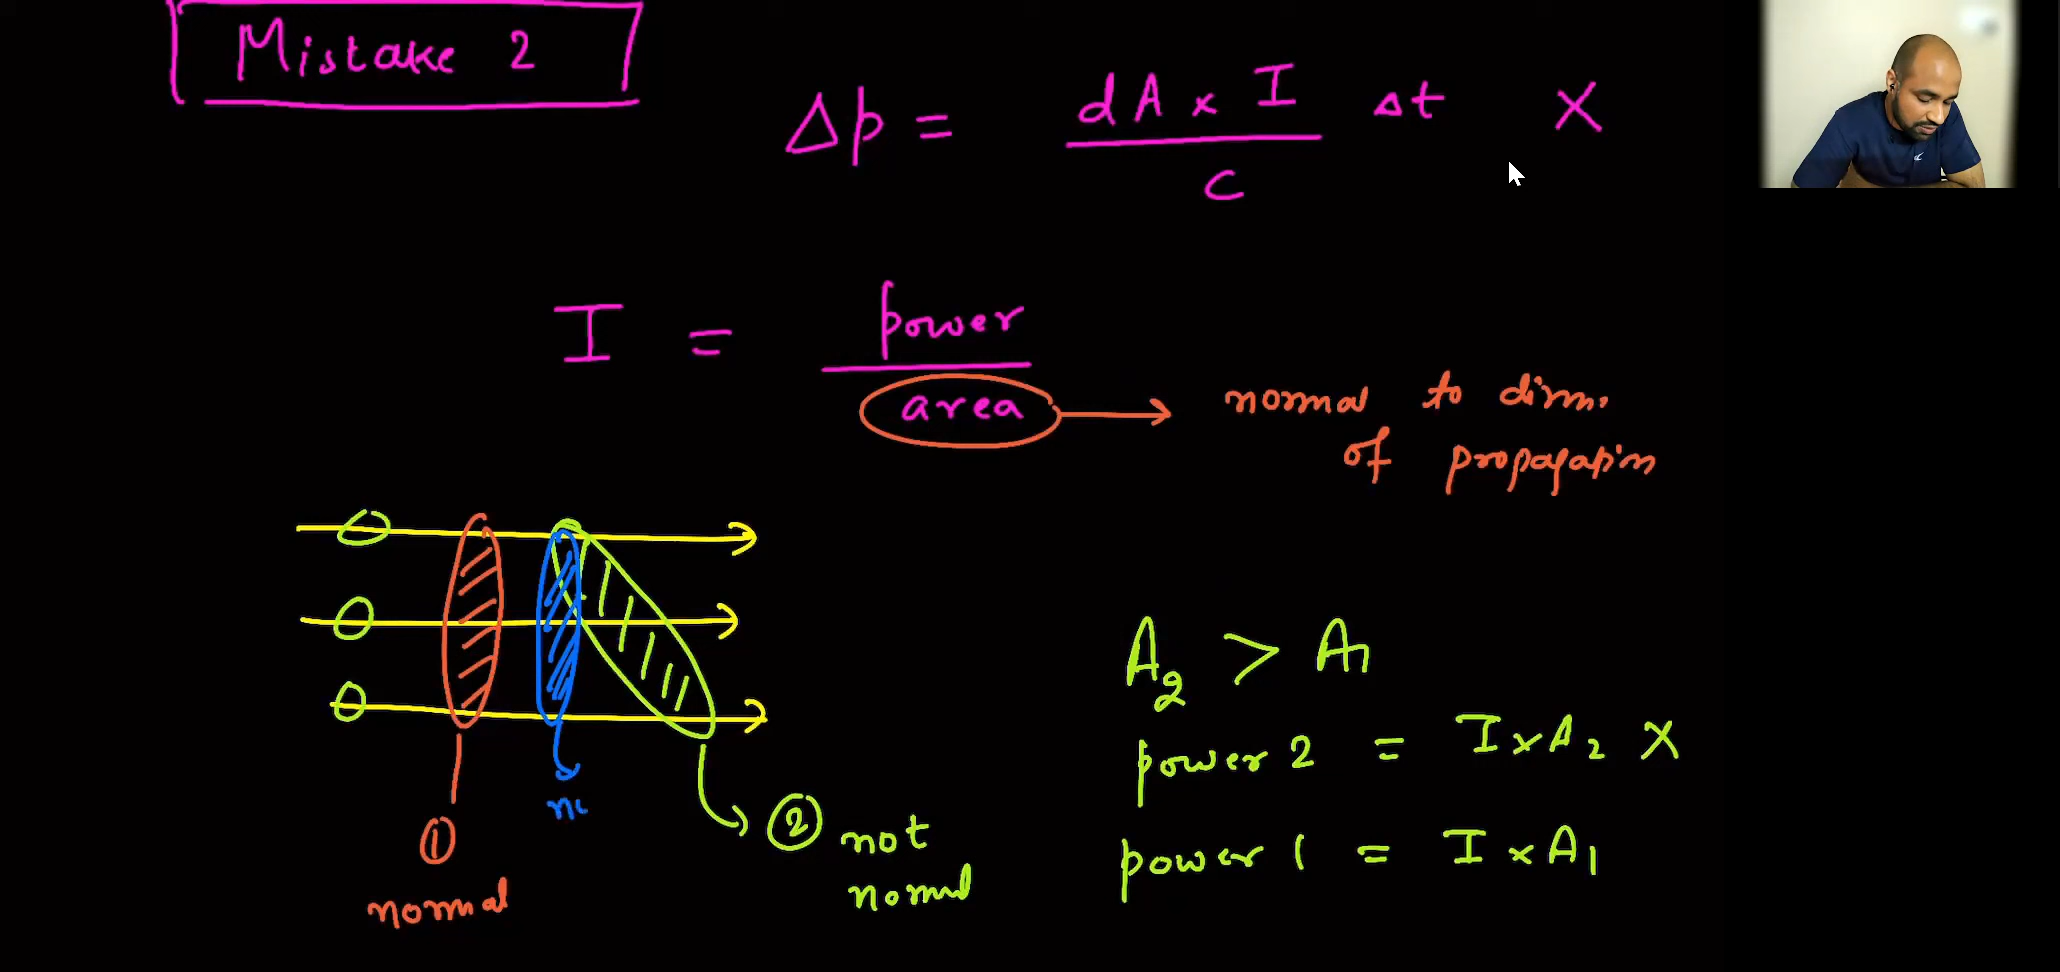 Mistake 2
Δp = dA × I / c Δt X
I = power / area → normal to dirn. of propagation
A2 > A1
power 2 = I × A2 X
power 1 = I × A1
①
normal
② not
normal